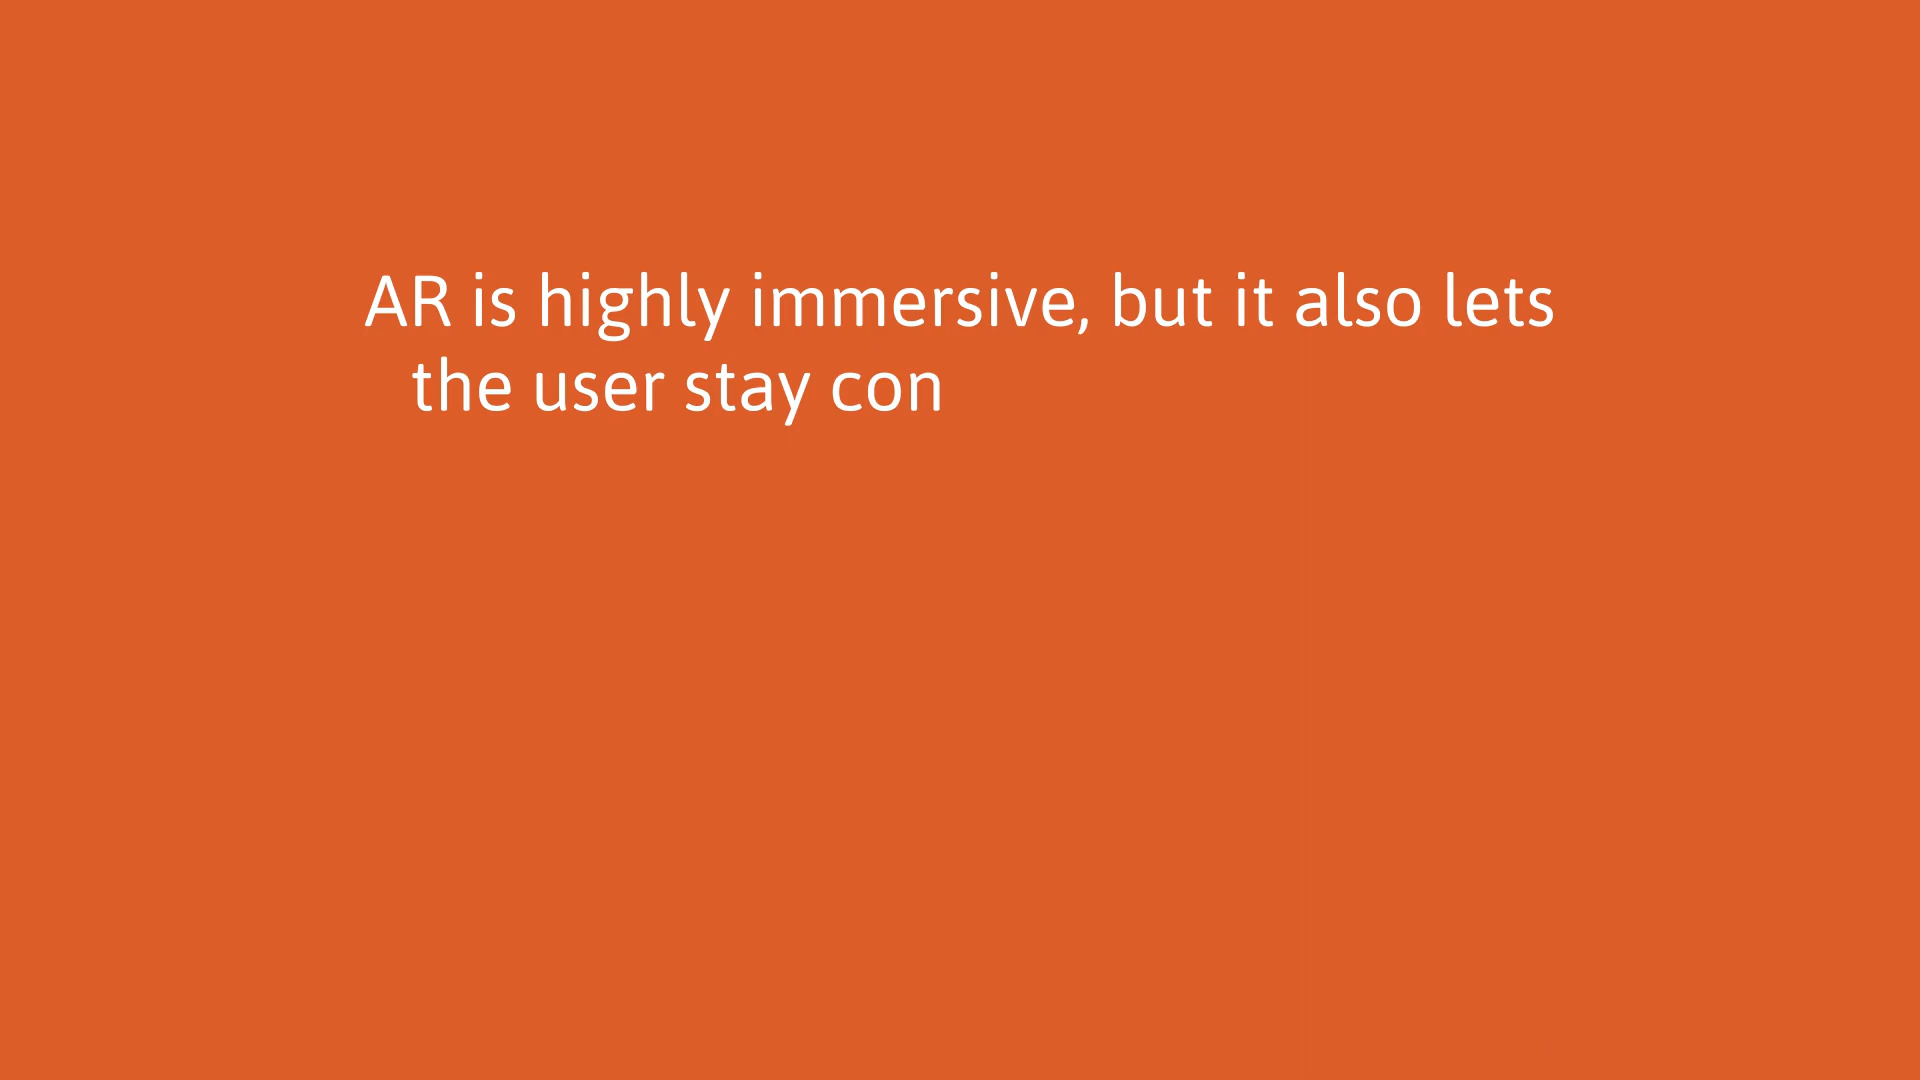 AR is highly immersive, but it also lets
the user stay con